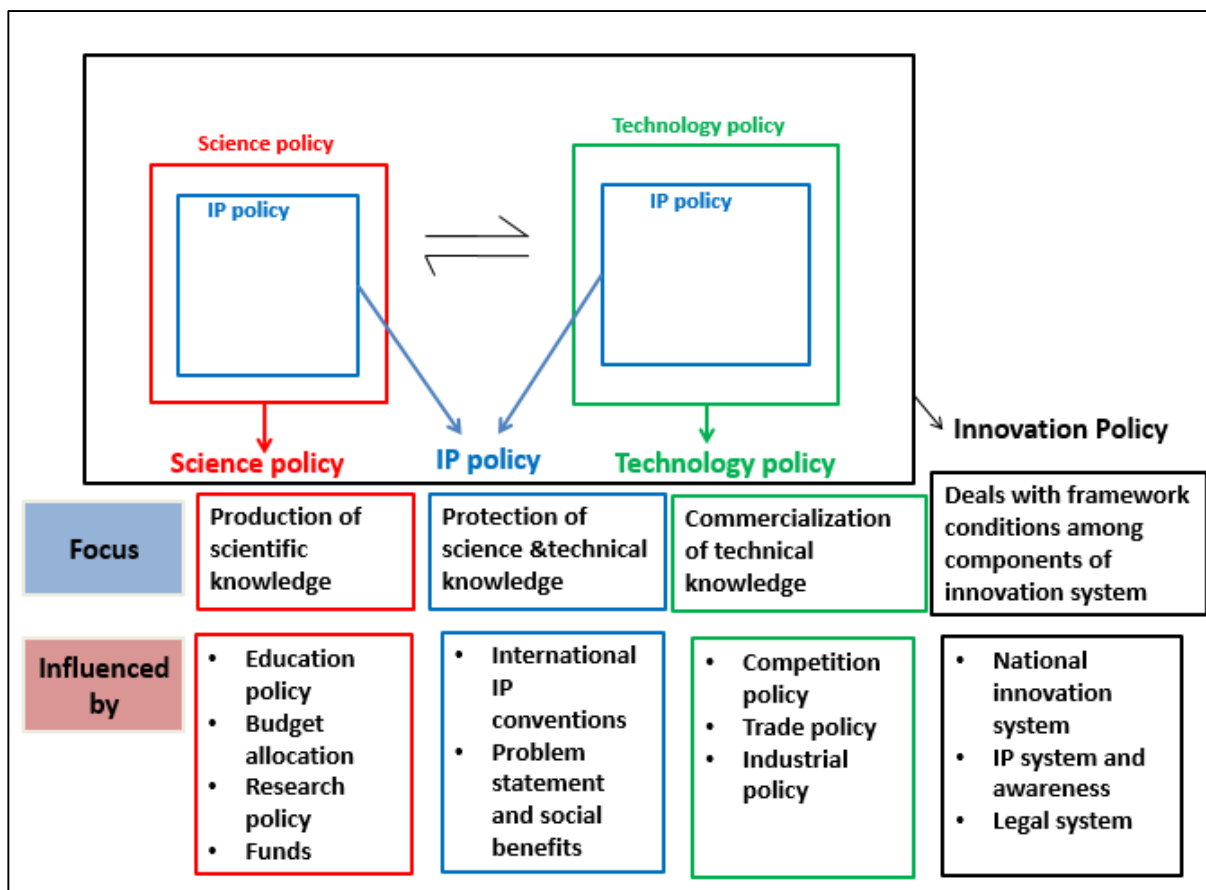 Science policy
Technology policy
IP policy
IP policy
Science policy
IP policy
Technology policy
Innovation Policy
Focus
Production of
scientific
knowledge
Protection of
science &technical
knowledge
Commercialization
of technical
knowledge
Deals with framework
conditions among
components of
innovation system
Influenced
by
• Education
policy
• Budget
allocation
• Research
policy
• Funds
• International
IP
conventions
• Problem
statement
and social
benefits
• Competition
policy
• Trade policy
• Industrial
policy
• National
innovation
system
• IP system and
awareness
• Legal system